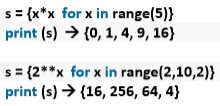 s = {x*x for x in range(5)}
print (s) → {0, 1, 4, 9, 16}
s = {2**x for x in range(2,10,2)}
print (s) → {16, 256, 64, 4}